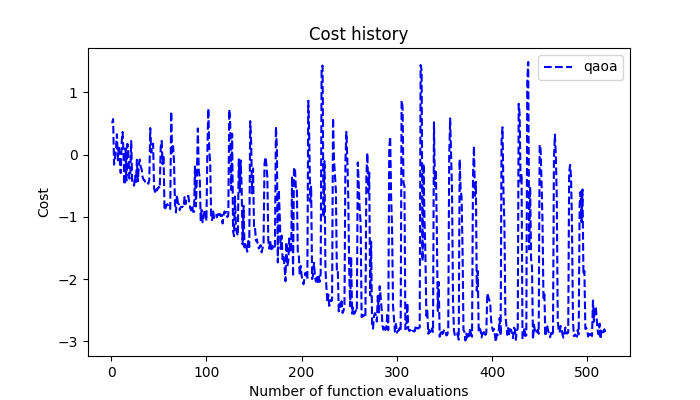 Cost history
qaoa
Cost
1
0
−1
−2
−3
0
100
200
300
400
500
Number of function evaluations